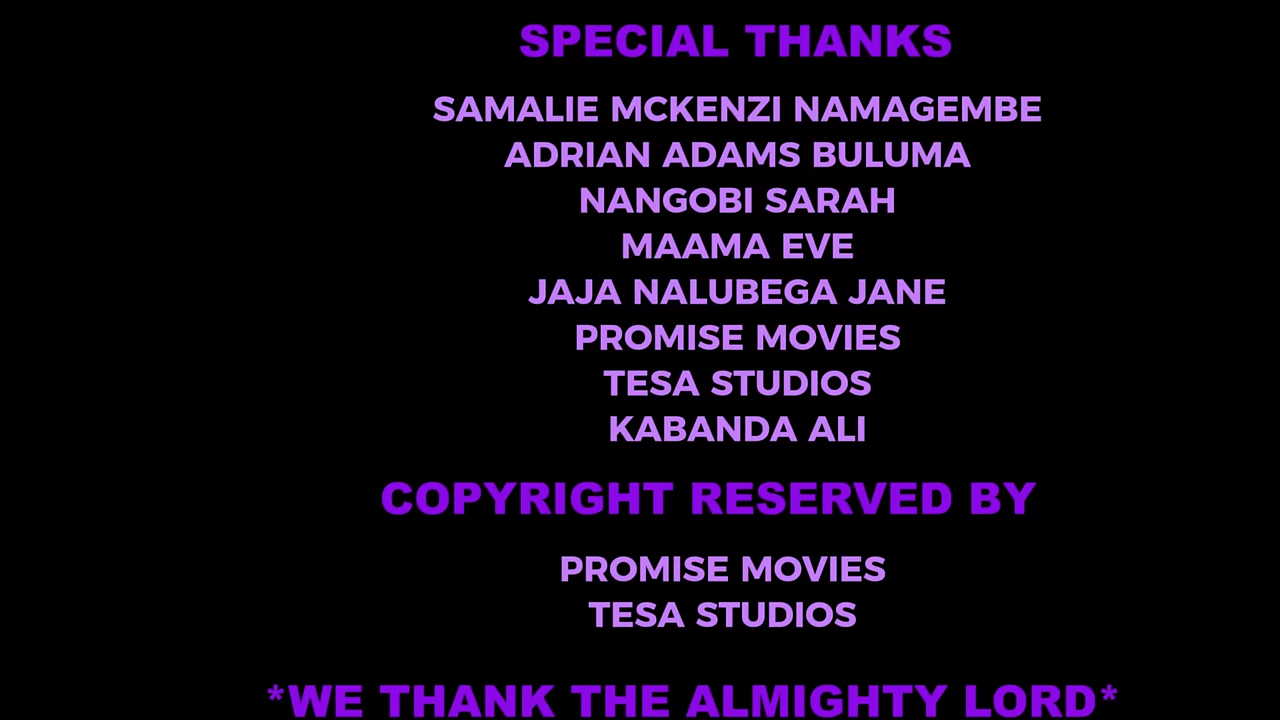 SPECIAL THANKS
SAMALIE MCKENZI NAMAGEMBE
ADRIAN ADAMS BULUMA
NANGOBI SARAH
MAAMA EVE
JAJA NALUBEGA JANE
PROMISE MOVIES
TESA STUDIOS
KABANDA ALI
COPYRIGHT RESERVED BY
PROMISE MOVIES
TESA STUDIOS
*WE THANK THE ALMIGHTY LORD*